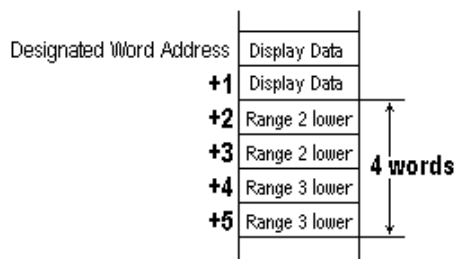 Designated Word Address Display Data
+1 Display Data
+2 Range 2 lower
+3 Range 2 lower
4 words
+4 Range 3 lower
+5 Range 3 lower